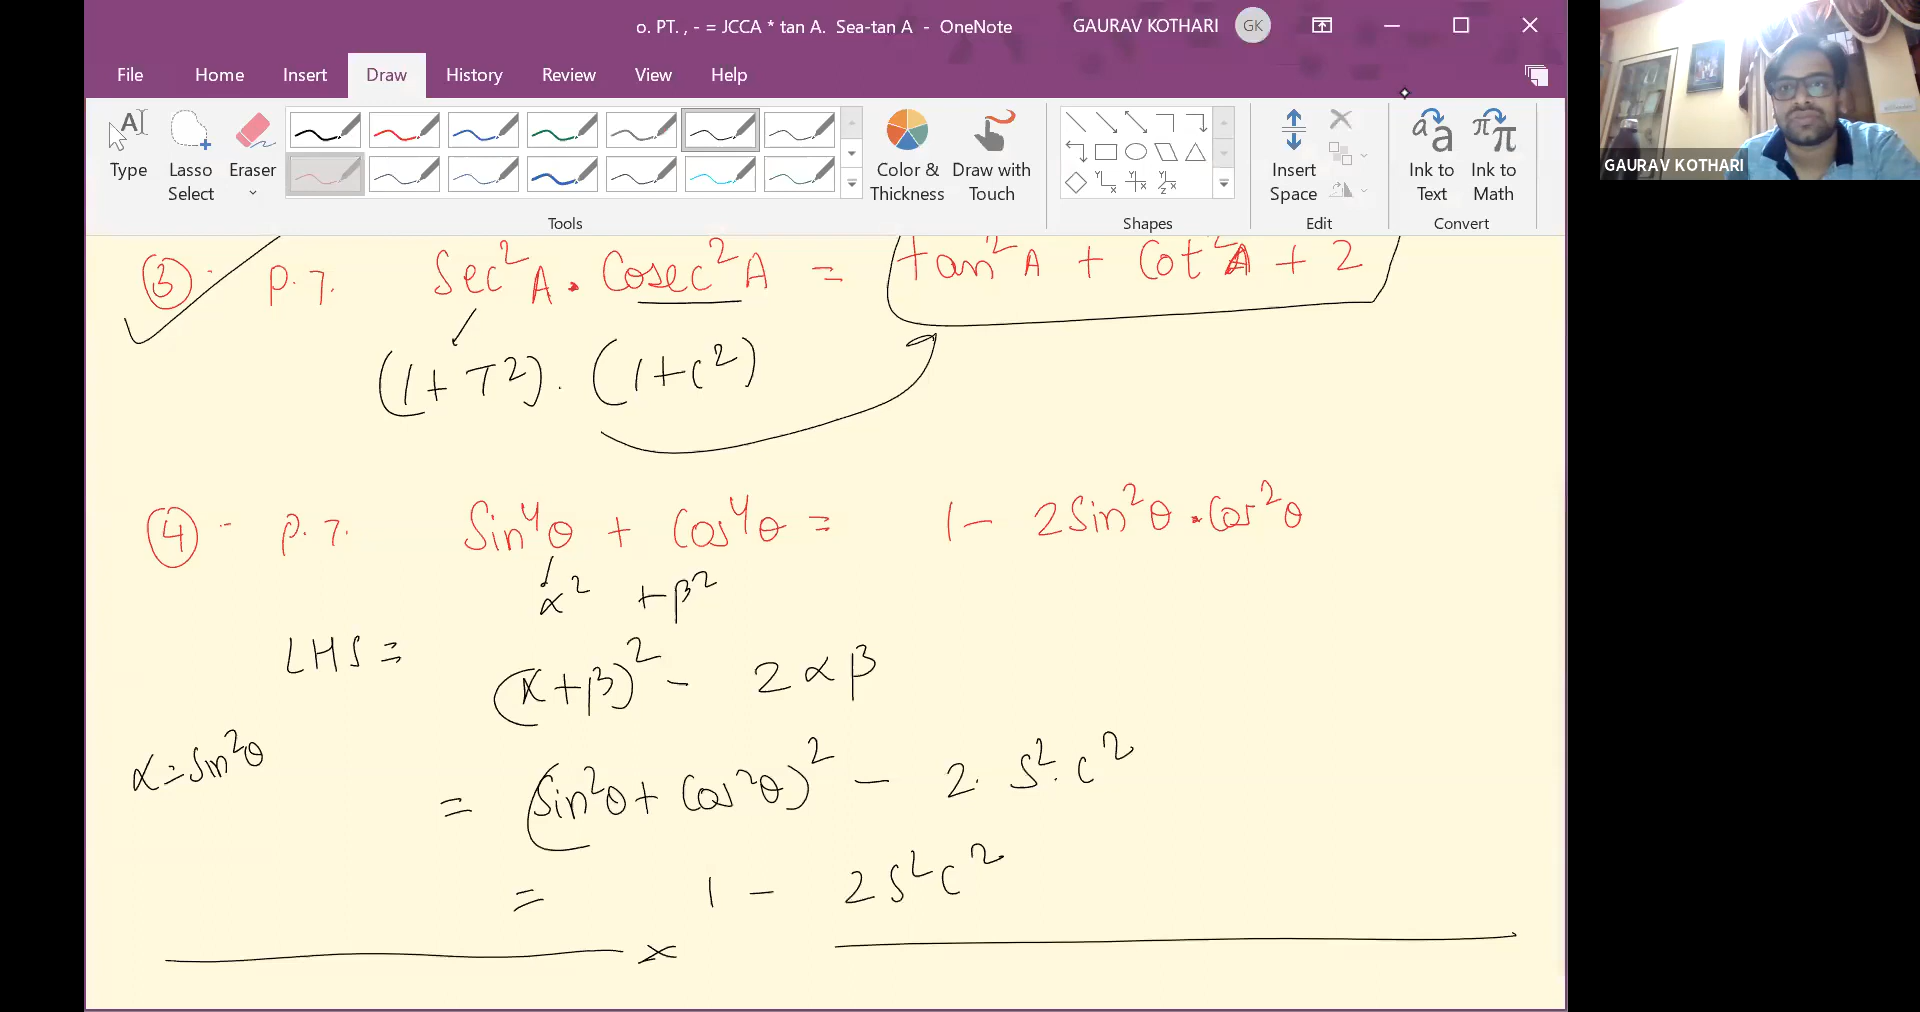 o. PT. , - = JCCA * tan A. Sea-tan A - OneNote
GAURAV KOTHARI
GK
File Home Insert Draw History Review View Help
Type
Lasso Select
Eraser
Color & Thickness
Draw with Touch
Insert Space
Ink to Text
Ink to Math
Tools
Shapes
Edit
Convert
GAURAV KOTHARI
③ : P.7. Sec²A . Cosec²A = tan²A + Cot²A + 2
(1+T²) . (1+C²)
④ - P.7. Sin⁴θ + Cos⁴θ = 1 - 2Sin²θ . Cos²θ
α² + β²
LHS = (α+β)² - 2αβ
α = Sin²θ
= (Sin²θ + Cos²θ)² - 2. S². C²
= 1 - 2S²C²
x